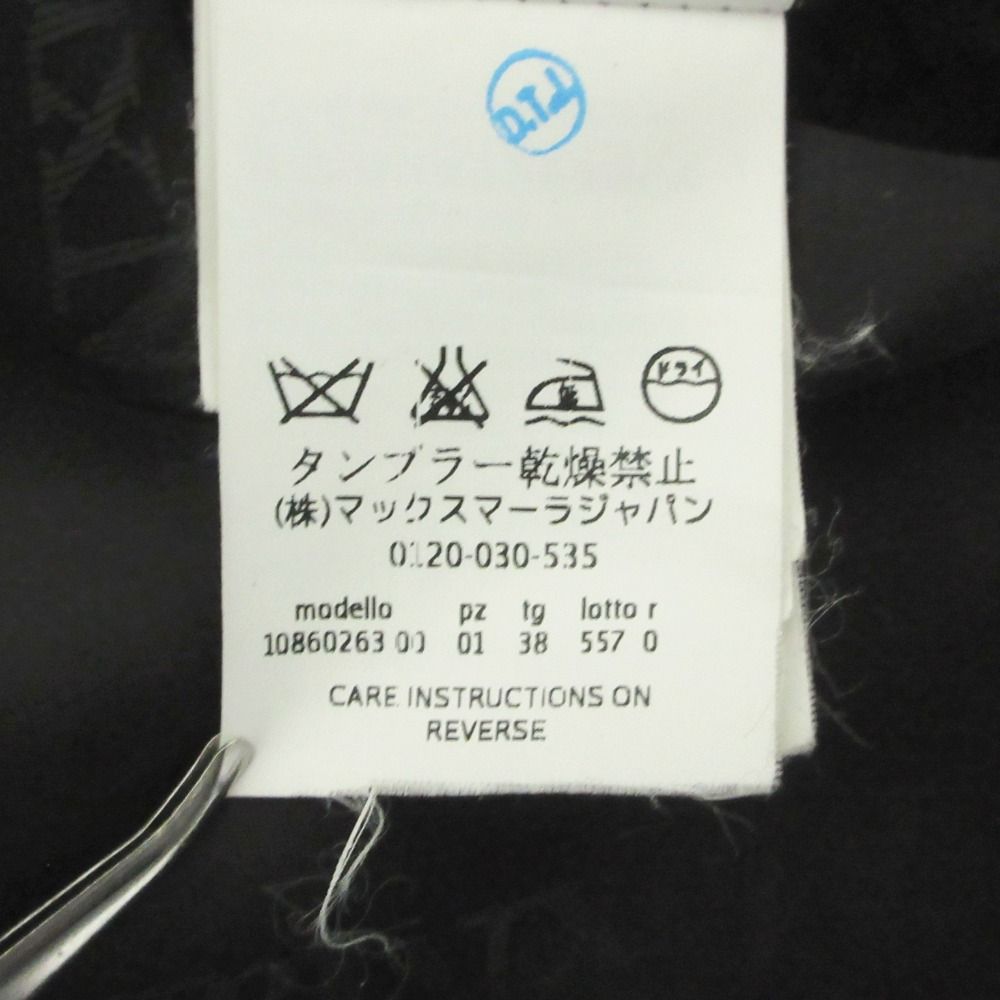 D.T.J
ドライ
タンブラー乾燥禁止
(株)マックスマーラジャパン
0120-030-535
modello pz tg lotto r
10860263 00 01 38 557 0
CARE INSTRUCTIONS ON
REVERSE